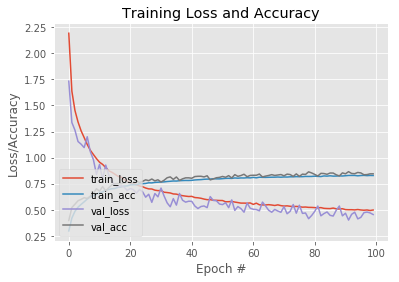 Training Loss and Accuracy
2.25
2.00
1.75
1.50
1.25
1.00
0.75
0.50
0.25
Loss/Accuracy
train_loss
train_acc
val_loss
val_acc
0 20 40 60 80 100
Epoch #